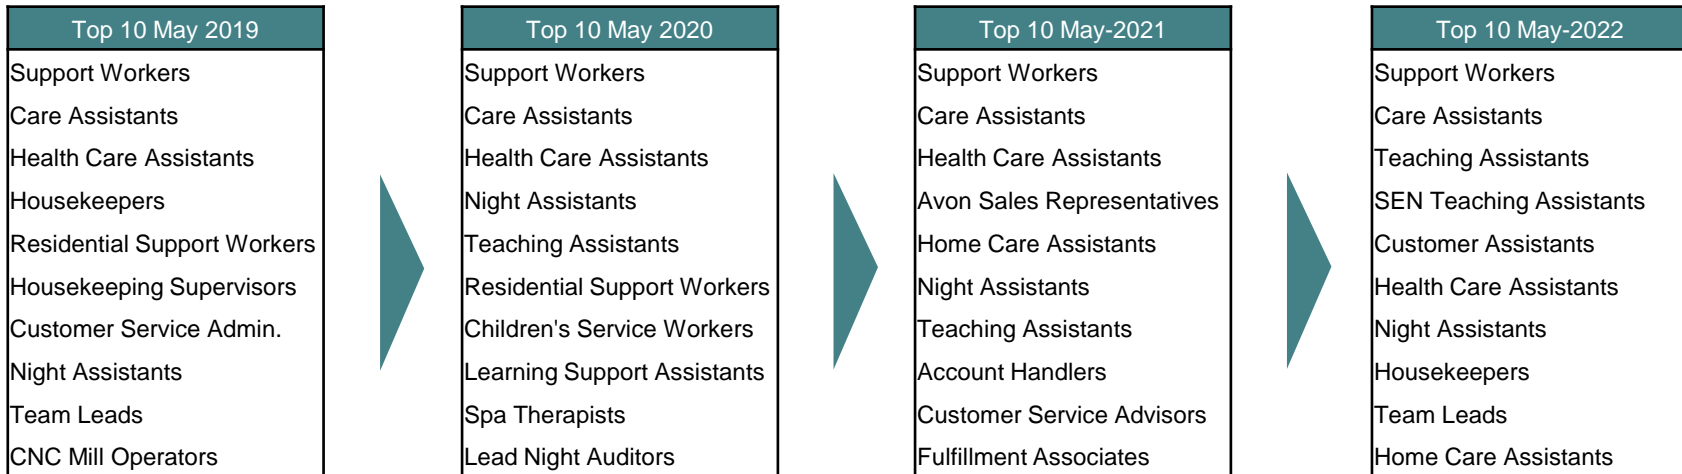 Top 10 May 2019
Support Workers
Care Assistants
Health Care Assistants
Housekeepers
Residential Support Workers
Housekeeping Supervisors
Customer Service Admin.
Night Assistants
Team Leads
CNC Mill Operators
Top 10 May 2020
Support Workers
Care Assistants
Health Care Assistants
Night Assistants
Teaching Assistants
Residential Support Workers
Children's Service Workers
Learning Support Assistants
Spa Therapists
Lead Night Auditors
Top 10 May-2021
Support Workers
Care Assistants
Health Care Assistants
Avon Sales Representatives
Home Care Assistants
Night Assistants
Teaching Assistants
Account Handlers
Customer Service Advisors
Fulfillment Associates
Top 10 May-2022
Support Workers
Care Assistants
Teaching Assistants
SEN Teaching Assistants
Customer Assistants
Health Care Assistants
Night Assistants
Housekeepers
Team Leads
Home Care Assistants